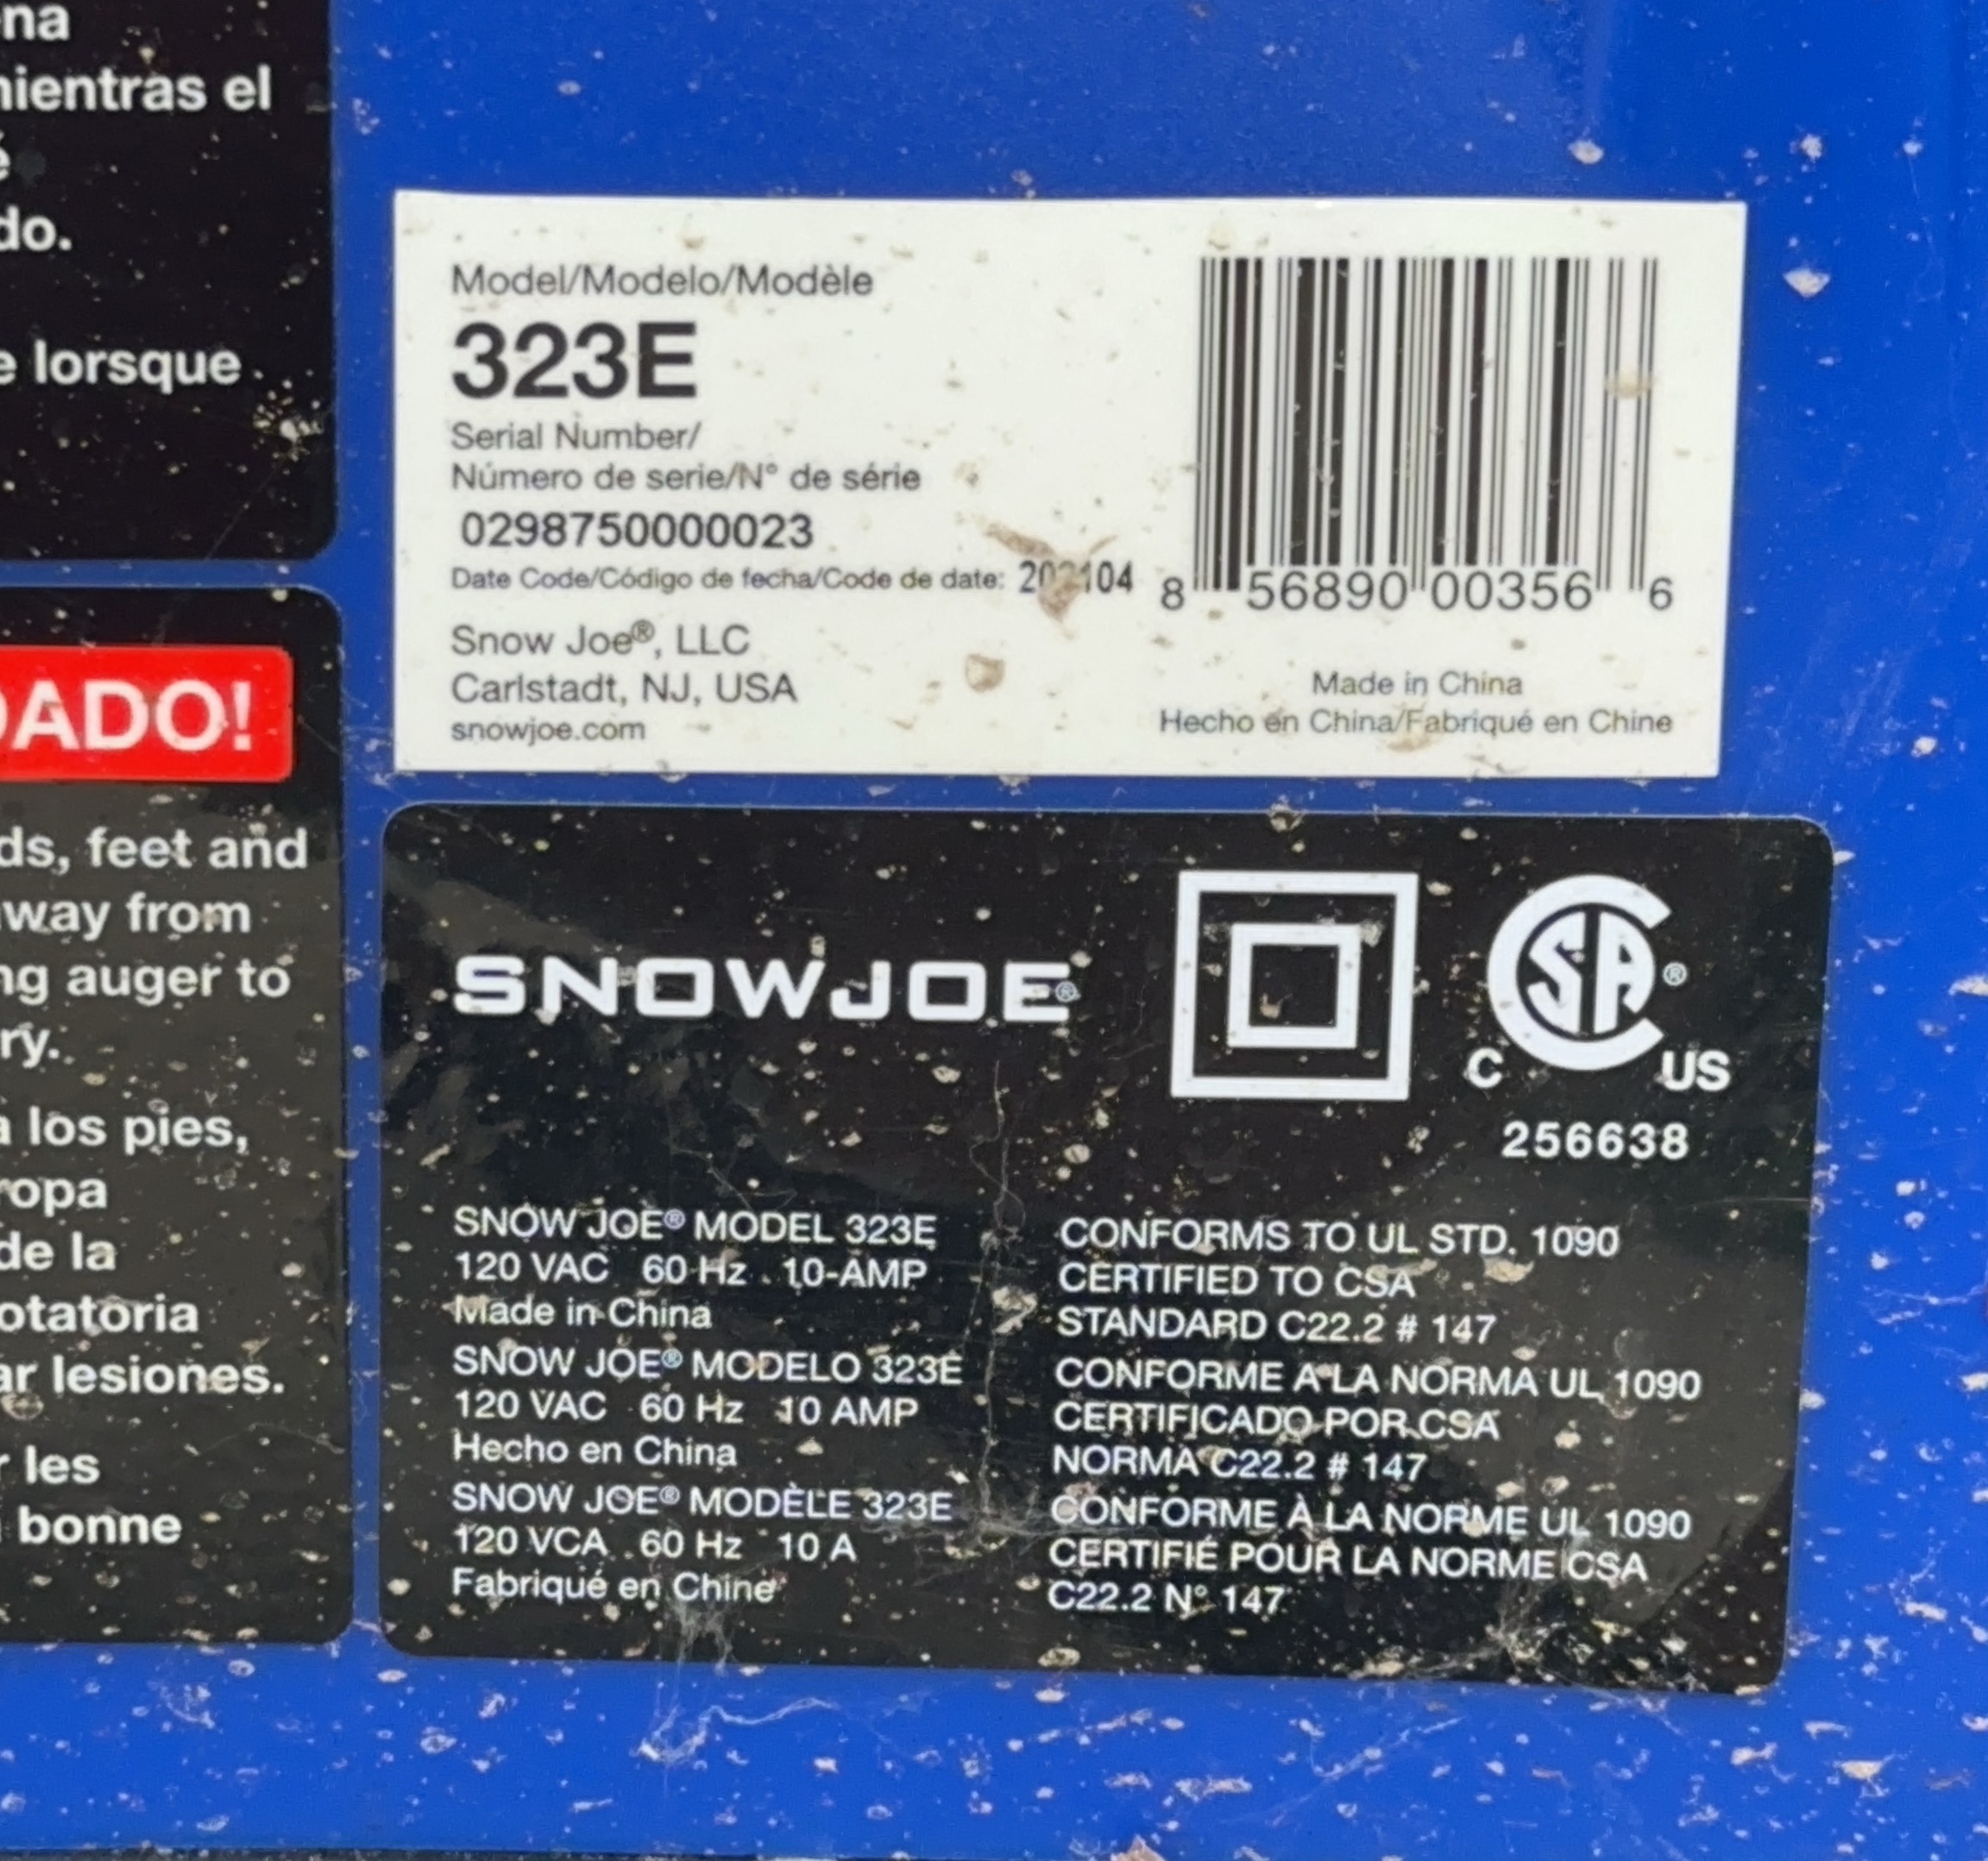 na
mientras el
é
do.
e lorsque
DADO!
ds, feet and
way from
ng auger to
ry.
a los pies,
ropa
de la
otatoria
ar lesiones.
r les
bonne
Model/Modelo/Modèle
323E
Serial Number/
Número de serie/N° de série
0298750000023
Date Code/Código de fecha/Code de date:
Snow Joe®, LLC
Carlstadt, NJ, USA
snowjoe.com
8 56890 00356 6
Made in China
Hecho en China/Fabriqué en Chine
SNOWJOE®
CSA®
C US
256638
SNOW JOE® MODEL 323E
120 VAC 60 Hz 10-AMP
Made in China
SNOW JOE® MODELO 323E
120 VAC 60 Hz 10 AMP
Hecho en China
SNOW JOE® MODÈLE 323E
120 VCA 60 Hz 10 A
Fabriqué en Chine
CONFORMS TO UL STD. 1090
CERTIFIED TO CSA
STANDARD C22.2 # 147
CONFORME A LA NORMA UL 1090
CERTIFICADO POR CSA
NORMA C22.2 # 147
CONFORME À LA NORME UL 1090
CERTIFIÉ POUR LA NORME CSA
C22.2 N° 147